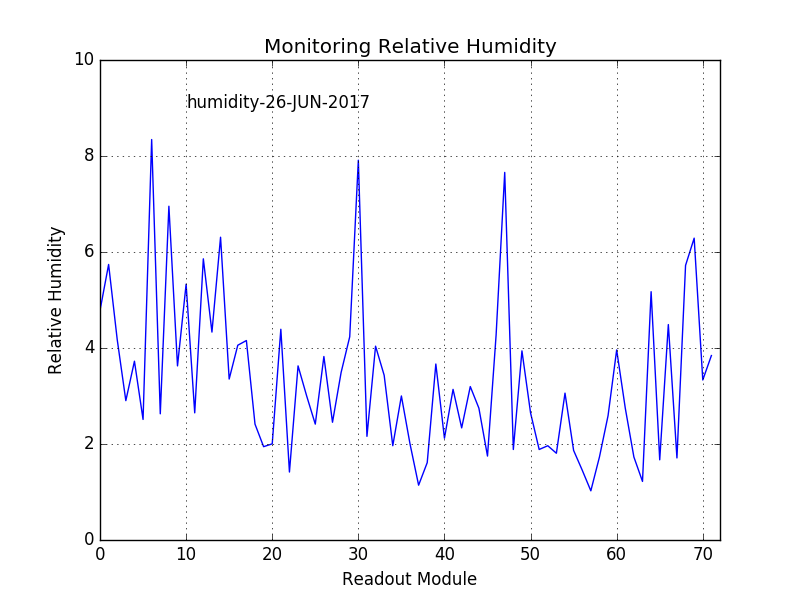 Monitoring Relative Humidity
10
humidity-26-JUN-2017
8
6
4
2
0
Relative Humidity
0 10 20 30 40 50 60 70
Readout Module